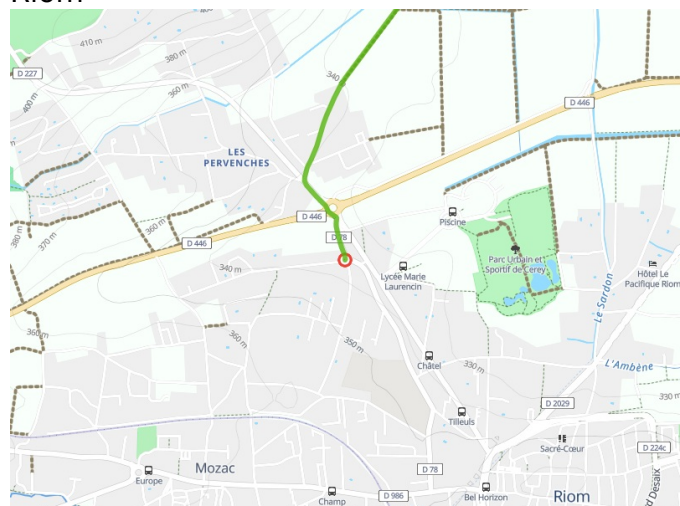 410 m
D 227
360 m
400 m
340
D 446
LES
PERVENCHES
360 m
380 m
370 m
D 446
D 446
D 78
Piscine
Parc Urbain et
Sportif de Cerey
Lycée Marie
Laurencin
Hôtel Le
Pacifique Riom
340 m
Le Sardon
350 m
360 m
360 m
Châtel
330 m
L'Ambène
330 m
D 2029
Tilleuls
Sacré-Cœur
D 224c
Mozac
Europe
D 78
Champ
D 986
Bel Horizon
Riom
d Desaix